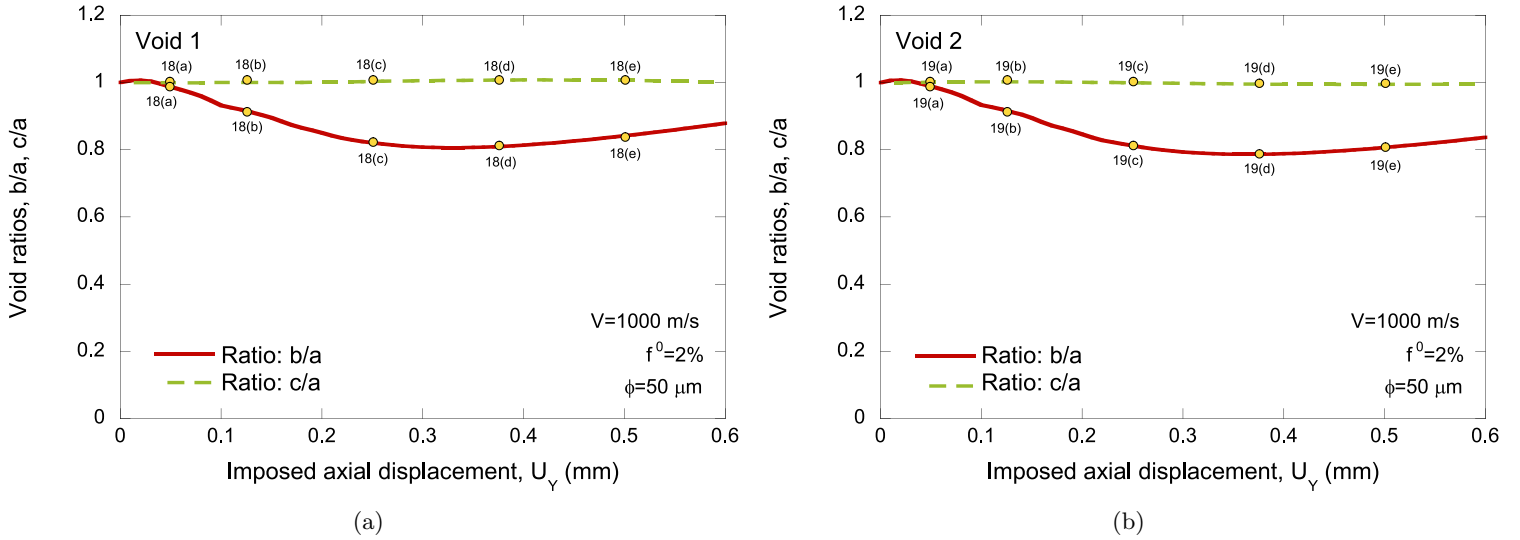 1.2
1
0.8
0.6
0.4
0.2
0
Void ratios, b/a, c/a
Void 1
18(a)
18(b)
18(c)
18(d)
18(e)
18(a)
18(b)
18(c)
18(d)
18(e)
V=1000 m/s
f⁰=2%
ϕ=50 μm
Ratio: b/a
Ratio: c/a
0 0.1 0.2 0.3 0.4 0.5 0.6
Imposed axial displacement, U_Y (mm)
(a)
1.2
1
0.8
0.6
0.4
0.2
0
Void ratios, b/a, c/a
Void 2
19(a)
19(b)
19(c)
19(d)
19(e)
19(a)
19(b)
19(c)
19(d)
19(e)
V=1000 m/s
f⁰=2%
ϕ=50 μm
Ratio: b/a
Ratio: c/a
0 0.1 0.2 0.3 0.4 0.5 0.6
Imposed axial displacement, U_Y (mm)
(b)